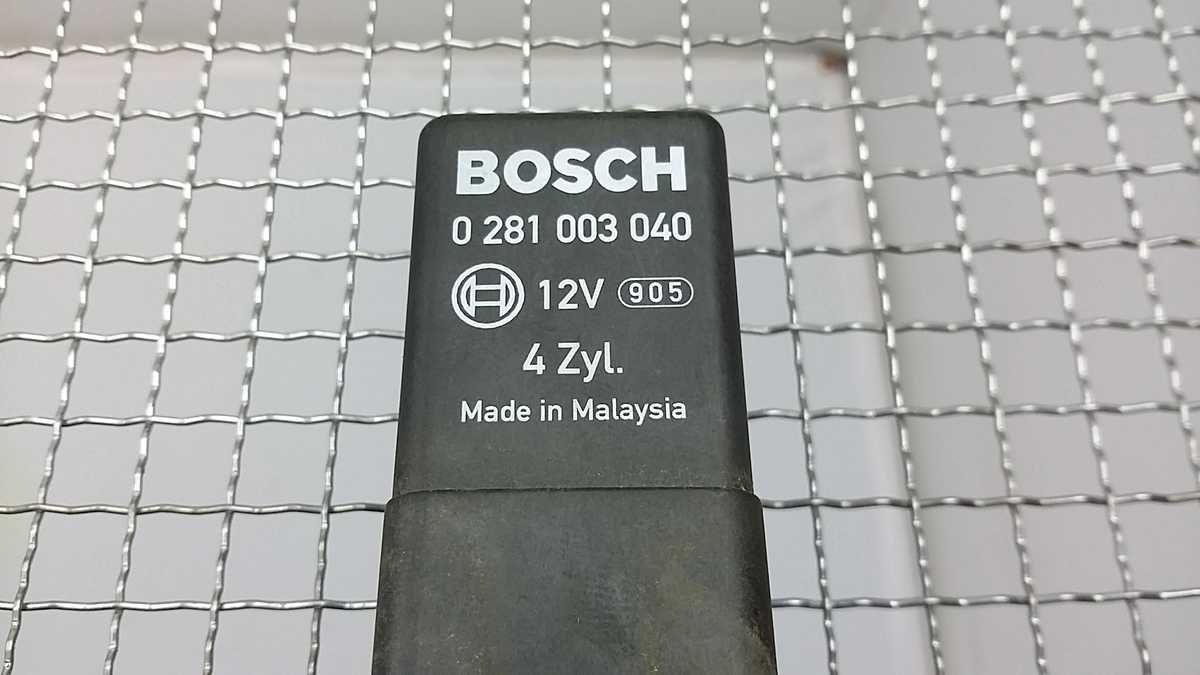 BOSCH
0 281 003 040
12V 905
4 Zyl.
Made in Malaysia